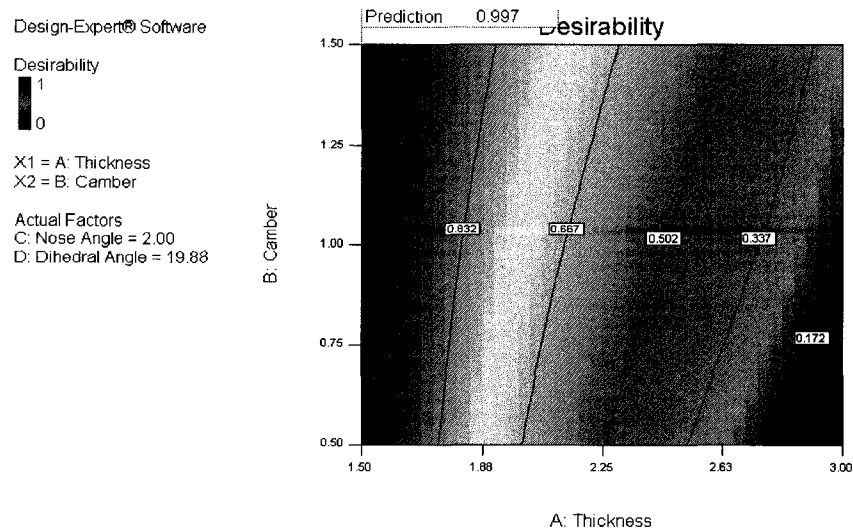 Design-Expert® Software
Desirability
1
0
X1 = A: Thickness
X2 = B: Camber
Actual Factors
C: Nose Angle = 2.00
D: Dihedral Angle = 19.88
Prediction 0.997
Desirability
1.50
1.25
1.00
0.75
0.50
B: Camber
0.832
0.667
0.502
0.337
0.172
1.50
1.88
2.25
2.63
3.00
A: Thickness